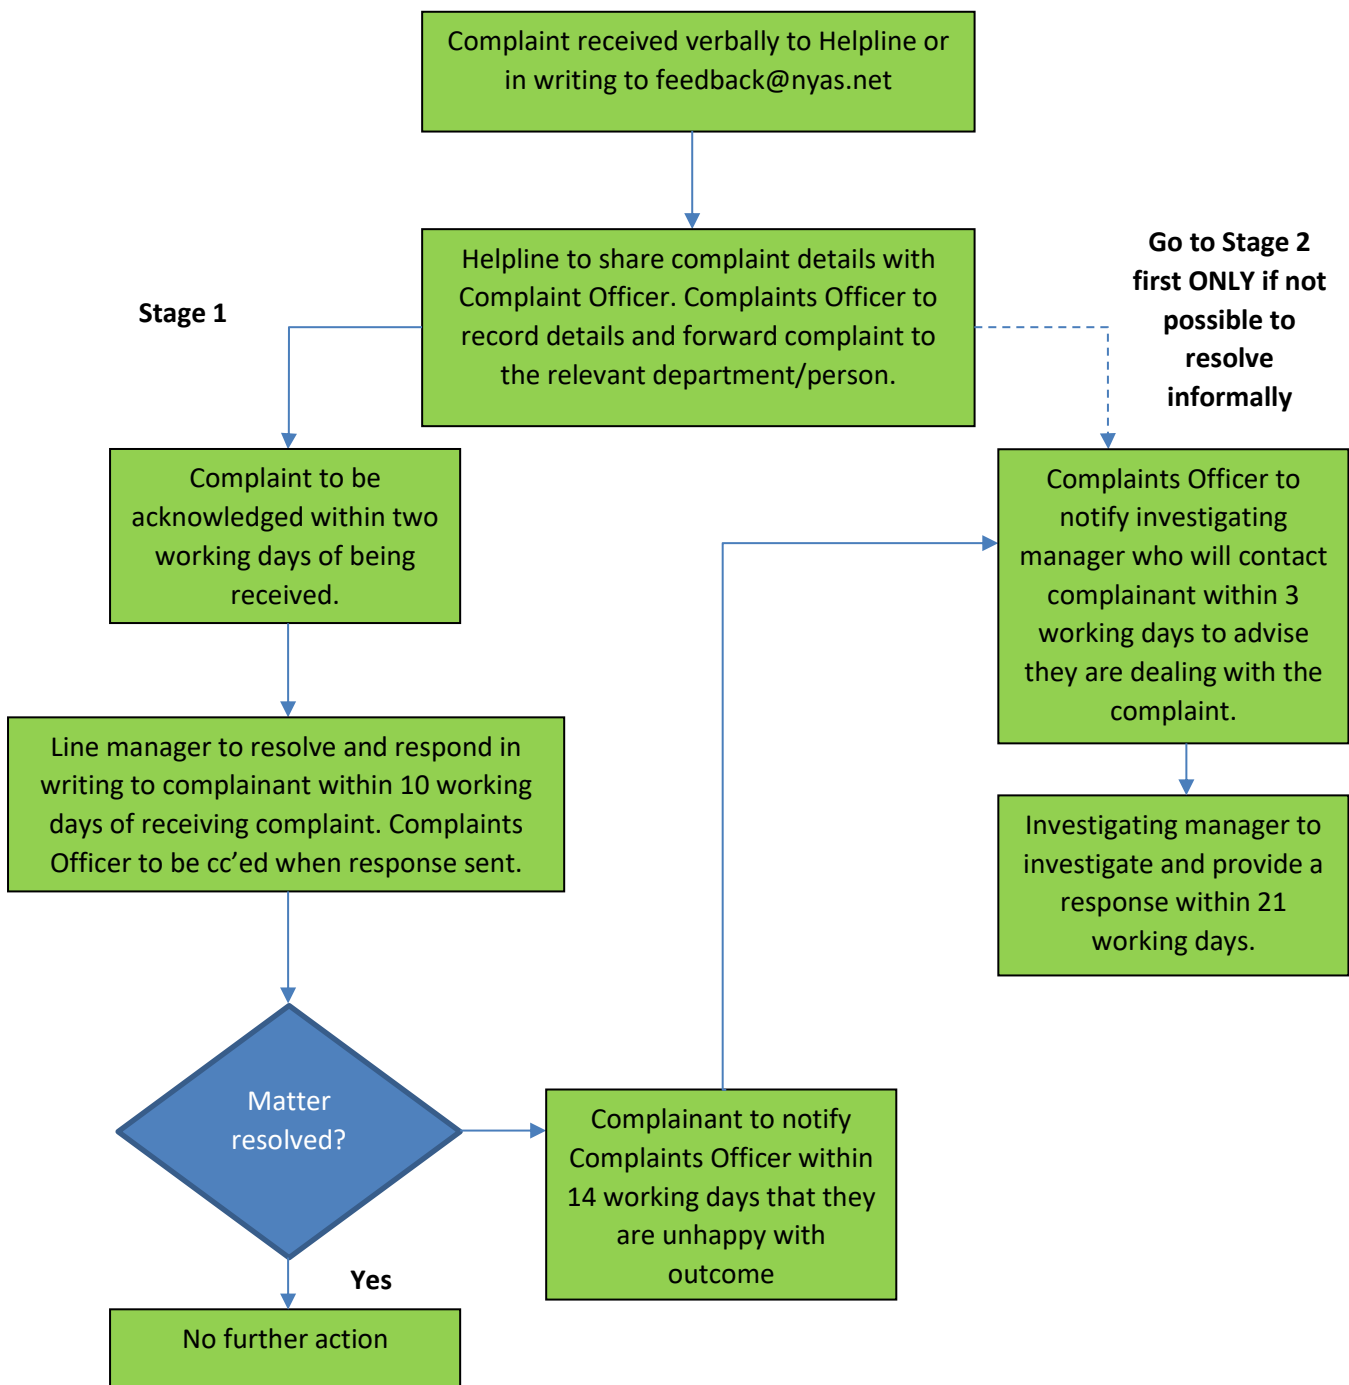 Complaint received verbally to Helpline or
in writing to feedback@nyas.net
Helpline to share complaint details with
Complaint Officer. Complaints Officer to
record details and forward complaint to
the relevant department/person.
Stage 1
Go to Stage 2
first ONLY if not
possible to
resolve
informally
Complaint to be
acknowledged within two
working days of being
received.
Complaints Officer to
notify investigating
manager who will contact
complainant within 3
working days to advise
they are dealing with the
complaint.
Line manager to resolve and respond in
writing to complainant within 10 working
days of receiving complaint. Complaints
Officer to be cc’ed when response sent.
Investigating manager to
investigate and provide a
response within 21
working days.
Matter
resolved?
Complainant to notify
Complaints Officer within
14 working days that they
are unhappy with
outcome
Yes
No further action